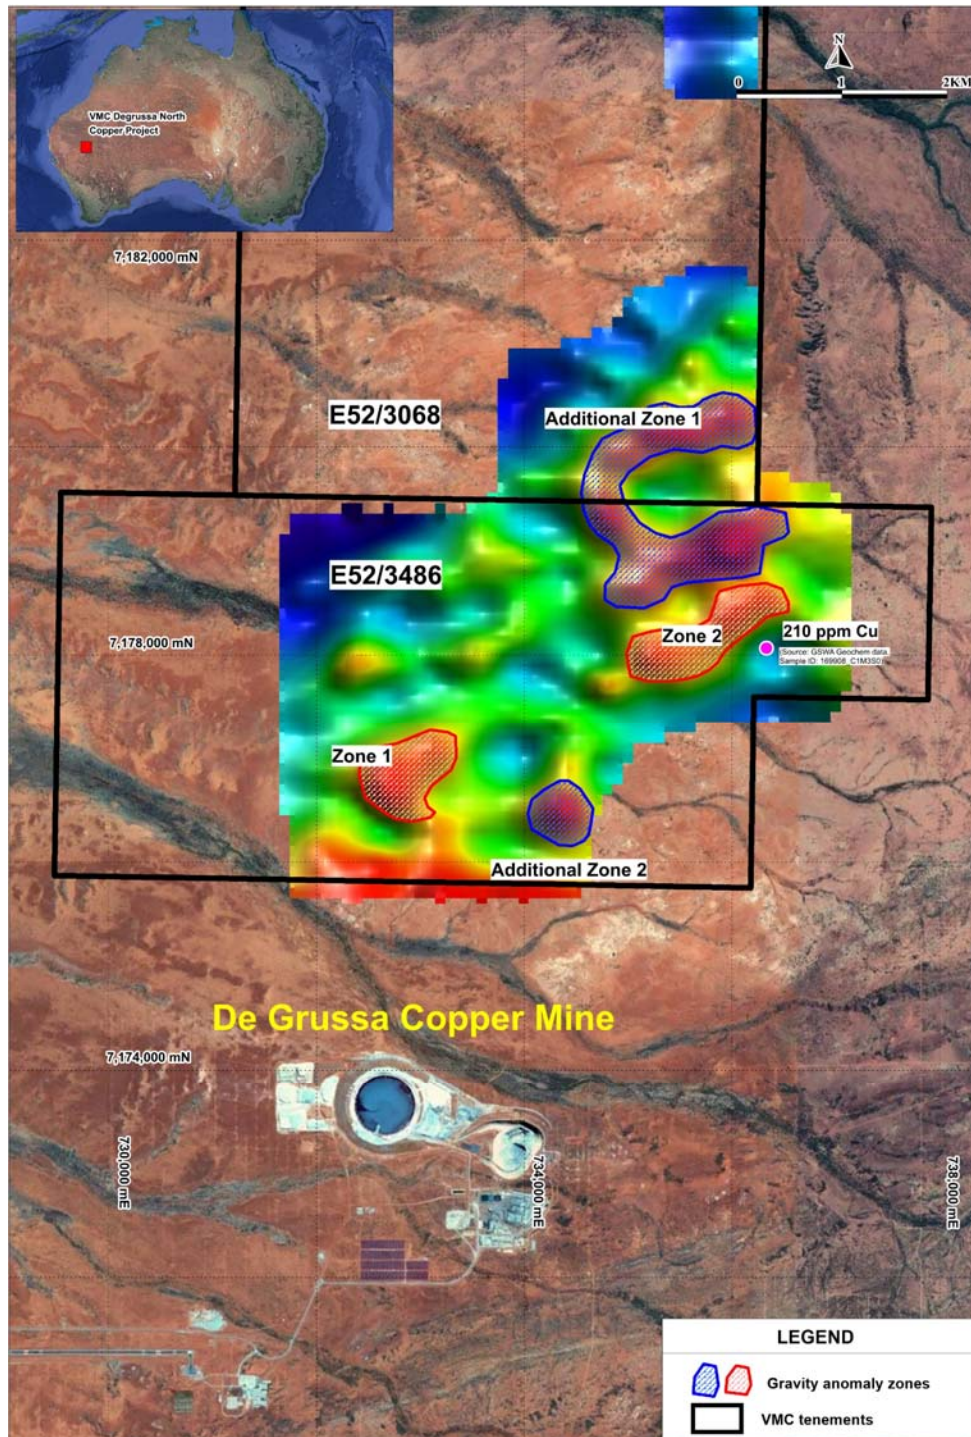 VMC Degrussa North
Copper Project
N
0 1 2KM
7,182,000 mN
E52/3068
Additional Zone 1
E52/3486
7,178,000 mN
Zone 2
210 ppm Cu
(Source: GSWA Geochem data,
Sample ID: 169908_C1M3S0)
Zone 1
Additional Zone 2
De Grussa Copper Mine
7,174,000 mN
730,000 mE
734,000 mE
738,000 mE
LEGEND
Gravity anomaly zones
VMC tenements